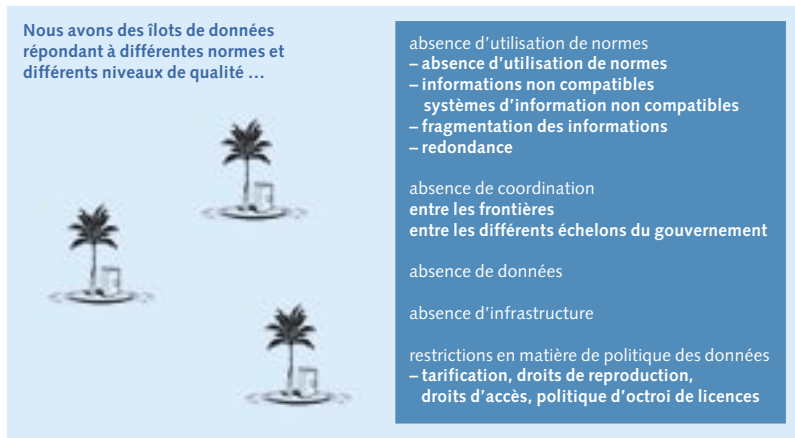 Nous avons des îlots de données
répondant à différentes normes et
différents niveaux de qualité …
absence d'utilisation de normes
– absence d'utilisation de normes
– informations non compatibles
systèmes d'information non compatibles
– fragmentation des informations
– redondance
absence de coordination
entre les frontières
entre les différents échelons du gouvernement
absence de données
absence d'infrastructure
restrictions en matière de politique des données
– tarification, droits de reproduction,
droits d'accès, politique d'octroi de licences